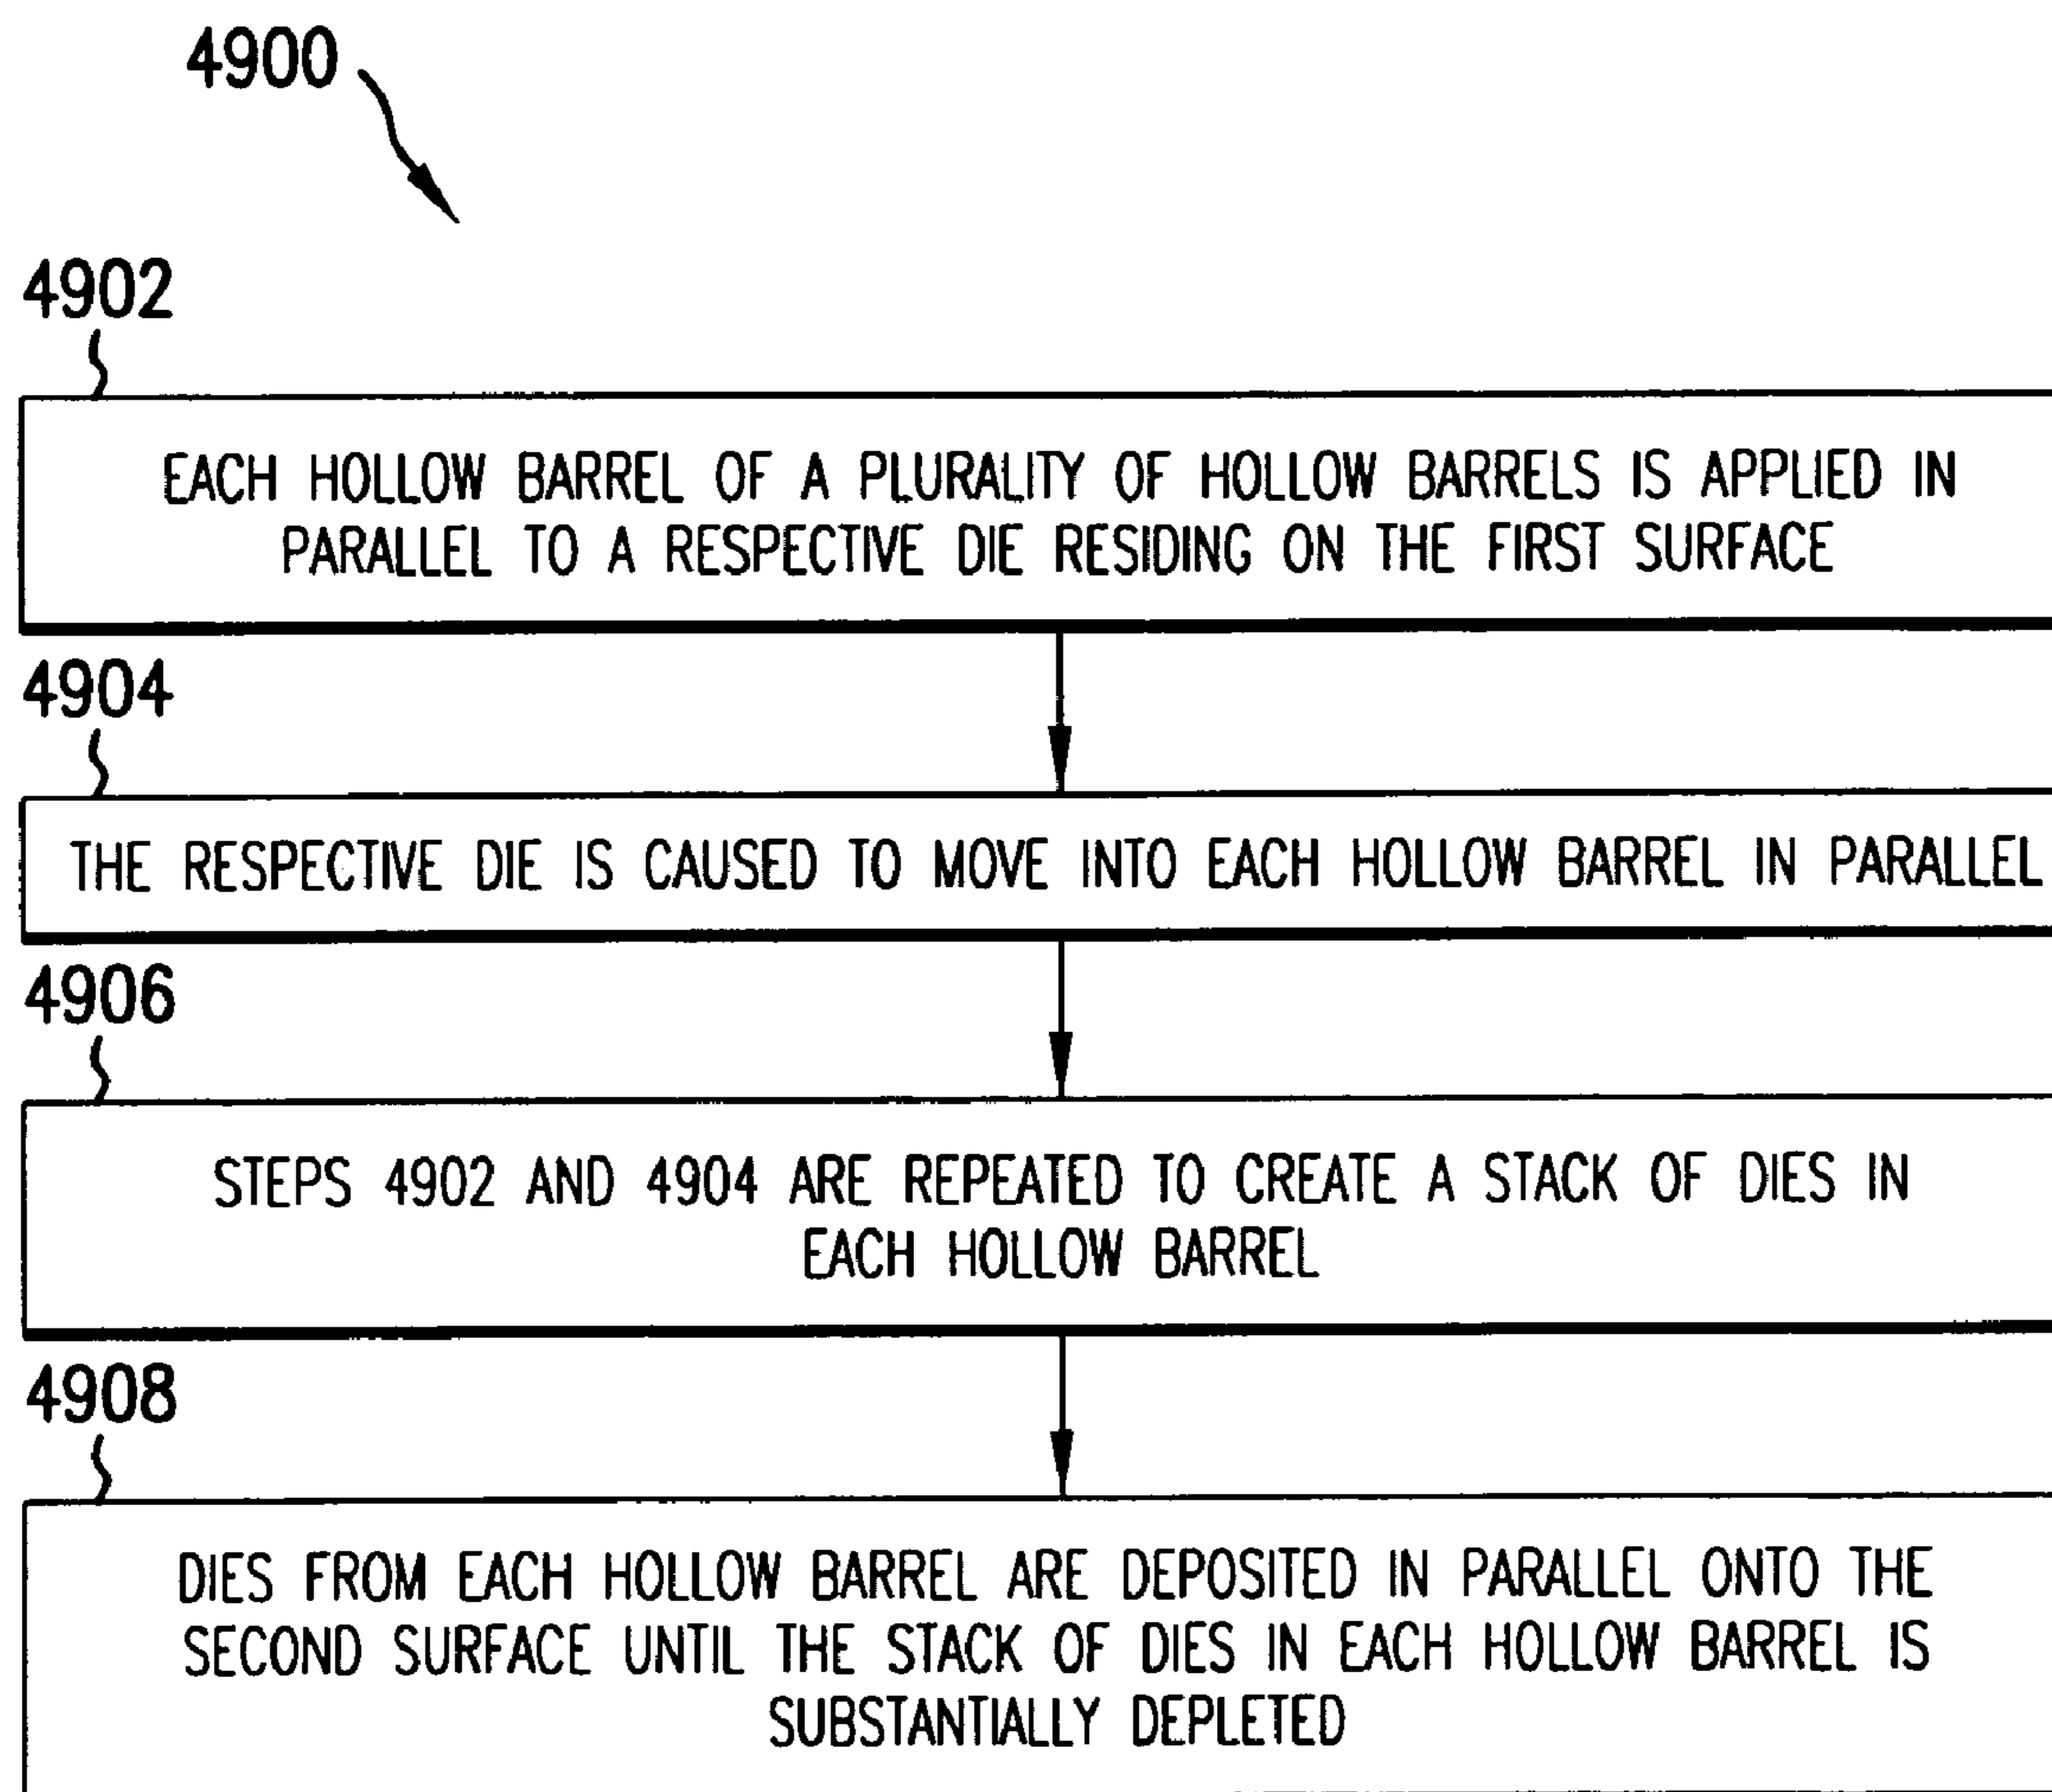 4900
4902
EACH HOLLOW BARREL OF A PLURALITY OF HOLLOW BARRELS IS APPLIED IN
PARALLEL TO A RESPECTIVE DIE RESIDING ON THE FIRST SURFACE
4904
THE RESPECTIVE DIE IS CAUSED TO MOVE INTO EACH HOLLOW BARREL IN PARALLEL
4906
STEPS 4902 AND 4904 ARE REPEATED TO CREATE A STACK OF DIES IN
EACH HOLLOW BARREL
4908
DIES FROM EACH HOLLOW BARREL ARE DEPOSITED IN PARALLEL ONTO THE
SECOND SURFACE UNTIL THE STACK OF DIES IN EACH HOLLOW BARREL IS
SUBSTANTIALLY DEPLETED